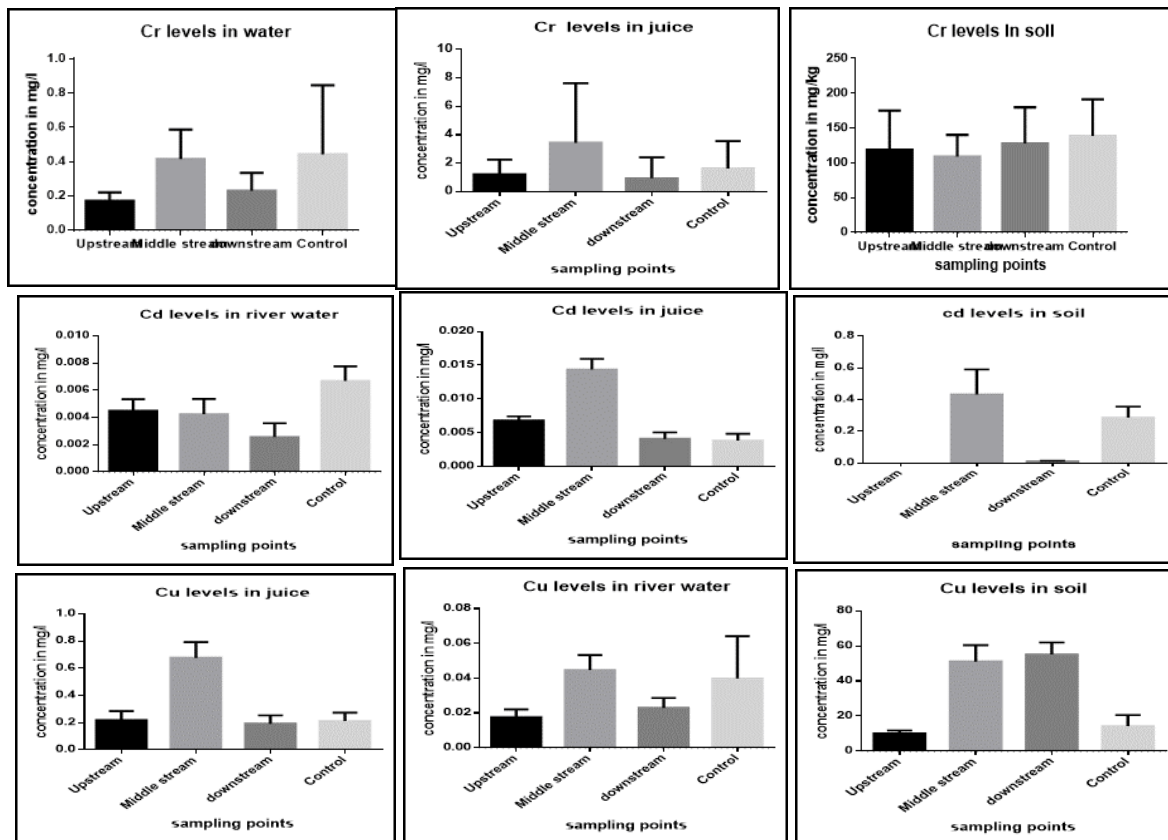 Cr levels in water
concentration in mg/l
1.0
0.8
0.6
0.4
0.2
0.0
Upstream Middle stream downstream Control
Cr levels in juice
concentration in mg/l
10
8
6
4
2
0
Upstream Middle stream downstream Control
sampling points
Cr levels In soil
concentration in mg/kg
250
200
150
100
50
0
Upstream Middle stream downstream Control
sampling points
Cd levels in river water
concentration in mg/l
0.010
0.008
0.006
0.004
0.002
0.000
Upstream Middle stream downstream Control
sampling points
Cd levels in juice
concentration in mg/l
0.020
0.015
0.010
0.005
0.000
Upstream Middle stream downstream Control
sampling points
cd levels in soil
concentration in mg/l
0.8
0.6
0.4
0.2
0.0
Upstream Middle stream downstream Control
sampling points
Cu levels in juice
concentration in mg/l
1.0
0.8
0.6
0.4
0.2
0.0
Upstream Middle stream downstream Control
sampling points
Cu levels in river water
concentration in mg/l
0.08
0.06
0.04
0.02
0.00
Upstream Middle stream downstream Control
sampling points
Cu levels in soil
concentration in mg/l
80
60
40
20
0
Upstream Middle stream downstream Control
sampling points